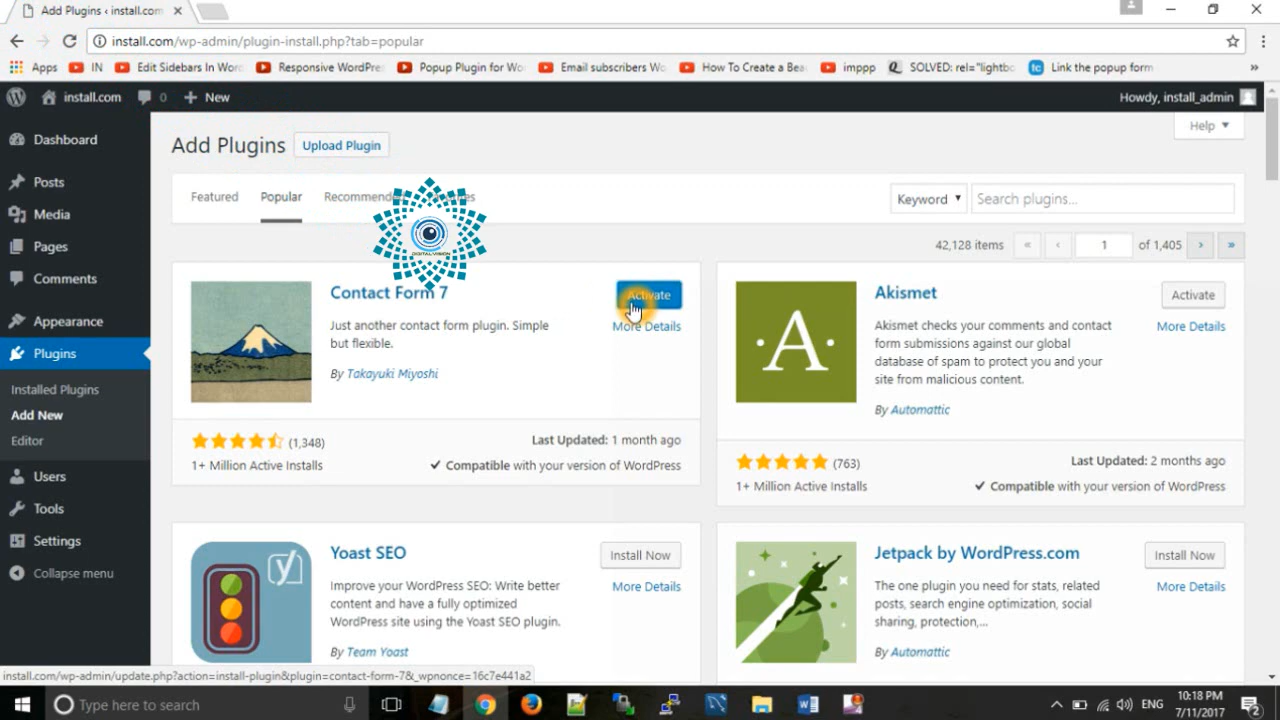 Add Plugins ‹ install.com
install.com/wp-admin/plugin-install.php?tab=popular
Apps
IN
Edit Sidebars In Wor
Responsive WordPre
Popup Plugin for Wo
Email subscribers Wo
How To Create a Bea
imppp
SOLVED: rel="lightbo
Link the popup form
»
install.com
0
New
Howdy, install_admin
Dashboard
Posts
Media
Pages
Comments
Appearance
Plugins
Installed Plugins
Add New
Editor
Users
Tools
Settings
Collapse menu
Help
Add Plugins
Upload Plugin
Featured
Popular
Recommende
DIGITAL VISION
Keyword
Search plugins...
42,128 items
«
‹
1
of 1,405
›
»
Contact Form 7
Activate
More Details
Just another contact form plugin. Simple
but flexible.
By Takayuki Miyoshi
(1,348)
1+ Million Active Installs
Last Updated: 1 month ago
✓ Compatible with your version of WordPress
A
Akismet
Activate
More Details
Akismet checks your comments and contact
form submissions against our global
database of spam to protect you and your
site from malicious content.
By Automattic
(763)
1+ Million Active Installs
Last Updated: 2 months ago
✓ Compatible with your version of WordPress
y
Yoast SEO
Install Now
More Details
Improve your WordPress SEO: Write better
content and have a fully optimized
WordPress site using the Yoast SEO plugin.
By Team Yoast
Jetpack by WordPress.com
Install Now
More Details
The one plugin you need for stats, related
posts, search engine optimization, social
sharing, protection,...
By Automattic
install.com/wp-admin/update.php?action=install-plugin&plugin=contact-form-7&_wpnonce=16c7e441a2
Type here to search
ENG
10:18 PM
7/11/2017
2